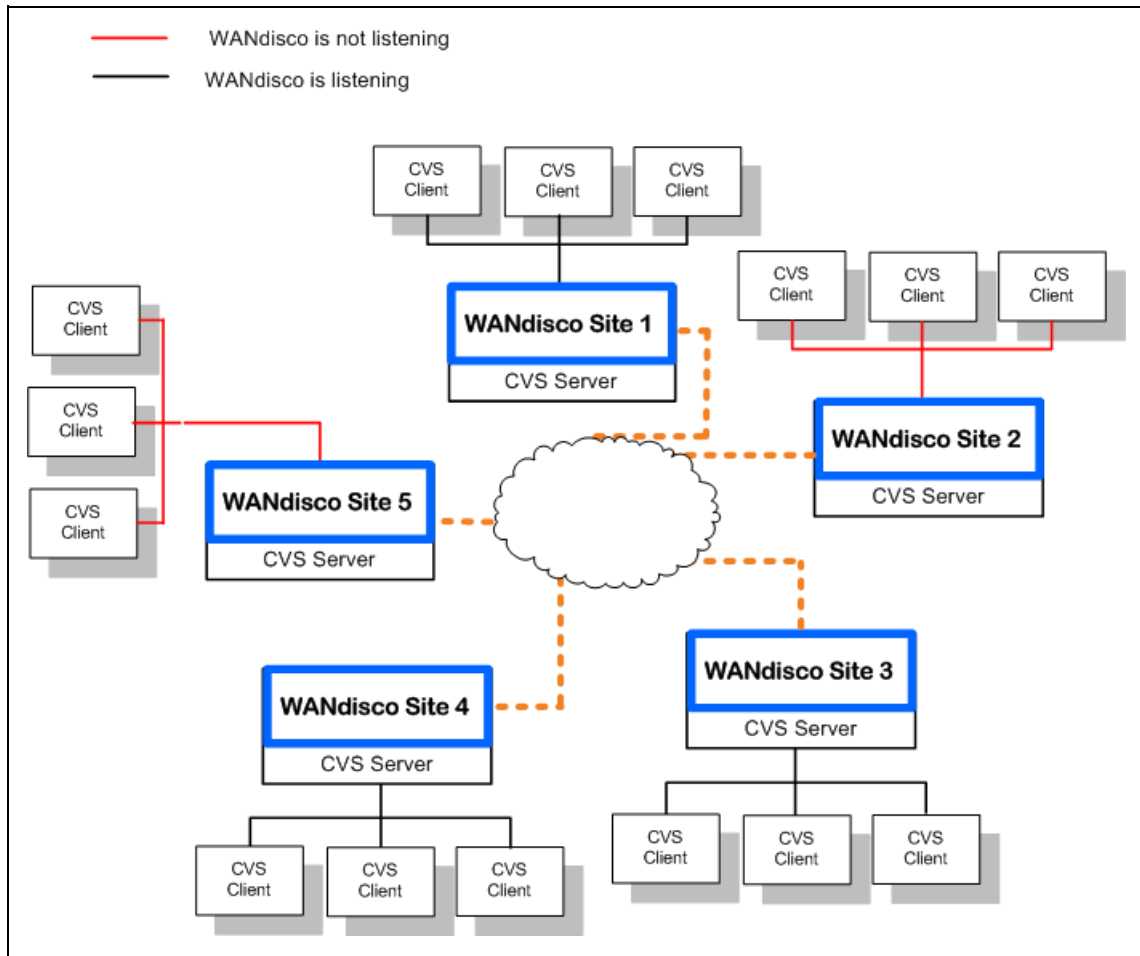 WANdisco is not listening
WANdisco is listening
CVS
Client
CVS
Client
CVS
Client
WANdisco Site 1
CVS Server
CVS
Client
CVS
Client
CVS
Client
WANdisco Site 2
CVS Server
CVS
Client
CVS
Client
CVS
Client
WANdisco Site 5
CVS Server
WANdisco Site 3
CVS Server
CVS
Client
CVS
Client
CVS
Client
WANdisco Site 4
CVS Server
CVS
Client
CVS
Client
CVS
Client